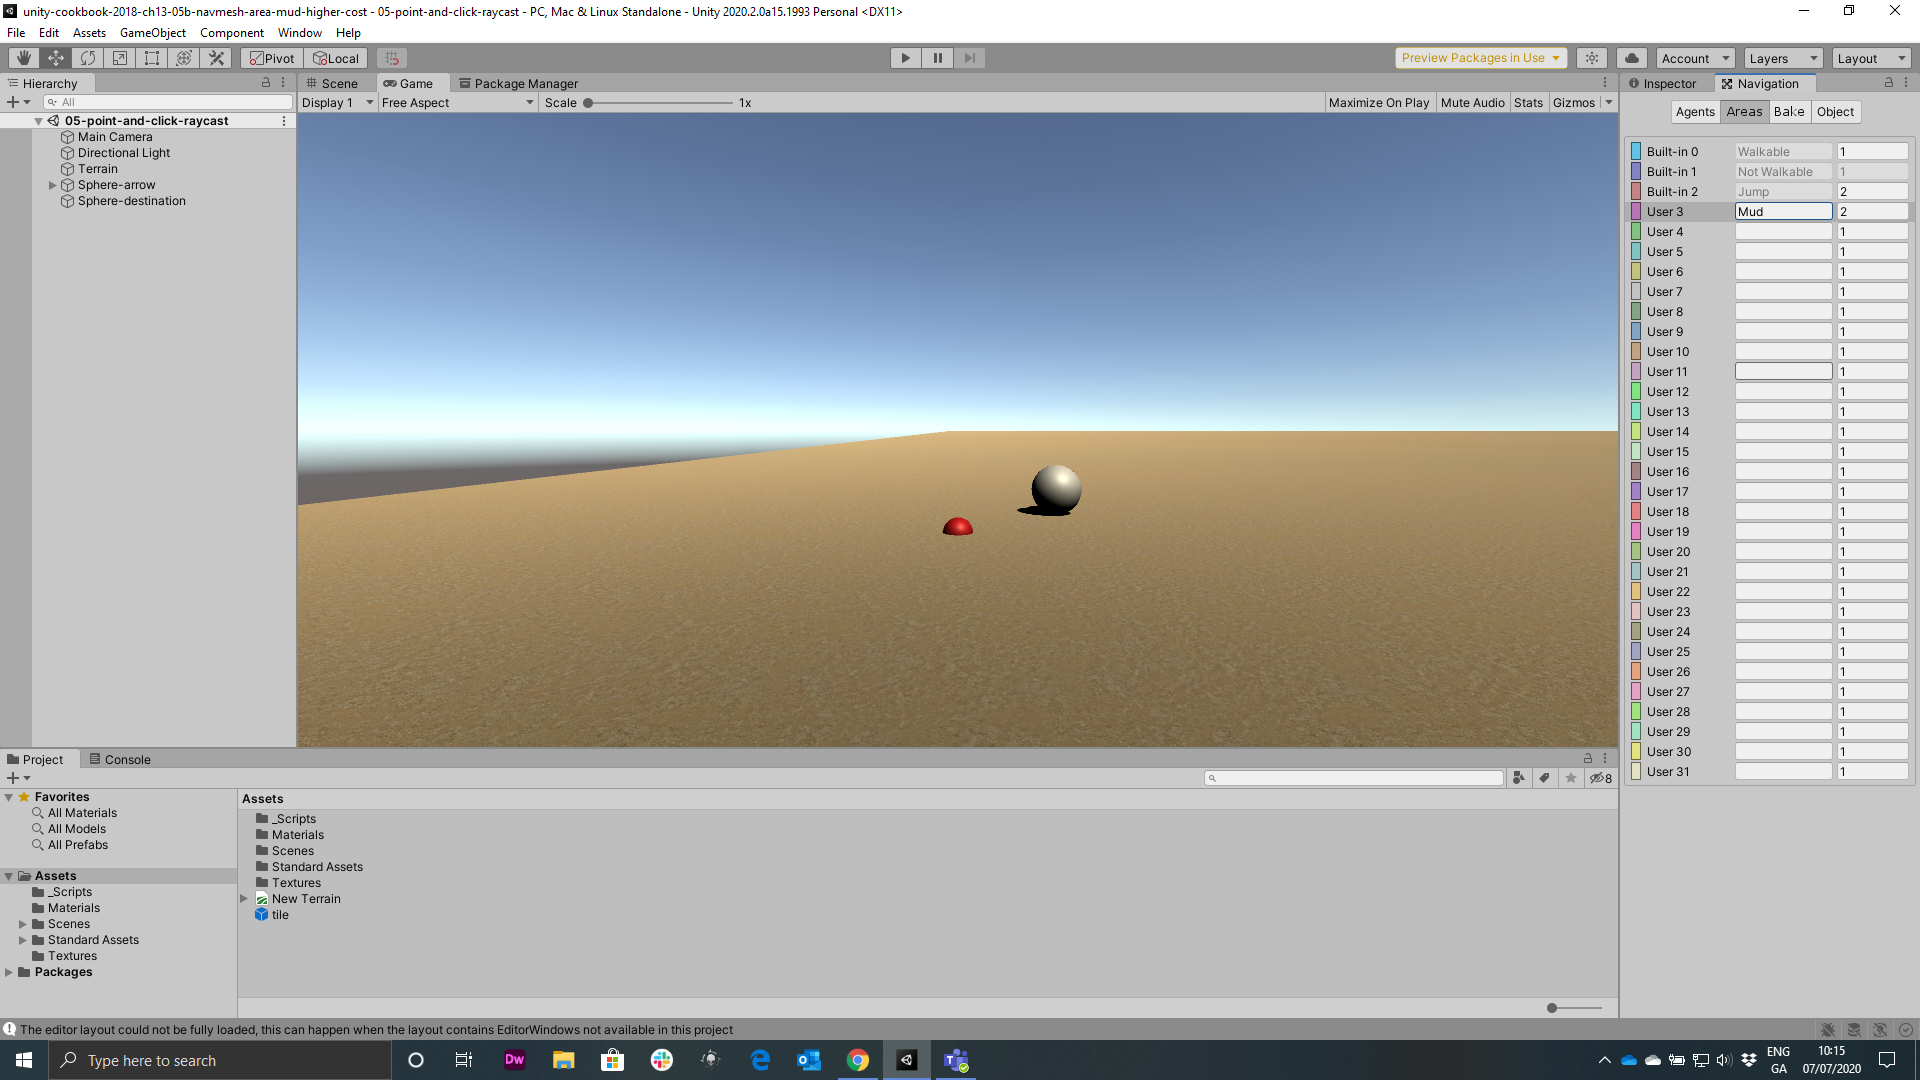 unity-cookbook-2018-ch13-05b-navmesh-area-mud-higher-cost - 05-point-and-click-raycast - PC, Mac & Linux Standalone - Unity 2020.2.0a15.1993 Personal <DX11>
File Edit Assets GameObject Component Window Help
Pivot Local Preview Packages in Use Account Layers Layout
Hierarchy Scene Game Package Manager Inspector Navigation
All Display 1 Free Aspect Scale 1x Maximize On Play Mute Audio Stats Gizmos
Agents Areas Bake Object
05-point-and-click-raycast
Main Camera
Directional Light
Terrain
Sphere-arrow
Sphere-destination
Built-in 0 Walkable 1
Built-in 1 Not Walkable 1
Built-in 2 Jump 2
User 3 Mud 2
User 4 1
User 5 1
User 6 1
User 7 1
User 8 1
User 9 1
User 10 1
User 11 1
User 12 1
User 13 1
User 14 1
User 15 1
User 16 1
User 17 1
User 18 1
User 19 1
User 20 1
User 21 1
User 22 1
User 23 1
User 24 1
User 25 1
User 26 1
User 27 1
User 28 1
User 29 1
User 30 1
User 31 1
Project Console
8
Favorites
All Materials
All Models
All Prefabs
Assets
_Scripts
Materials
Scenes
Standard Assets
Textures
Packages
Assets
_Scripts
Materials
Scenes
Standard Assets
Textures
New Terrain
tile
The editor layout could not be fully loaded, this can happen when the layout contains EditorWindows not available in this project
Type here to search
Dw
ENG
GA
10:15
07/07/2020